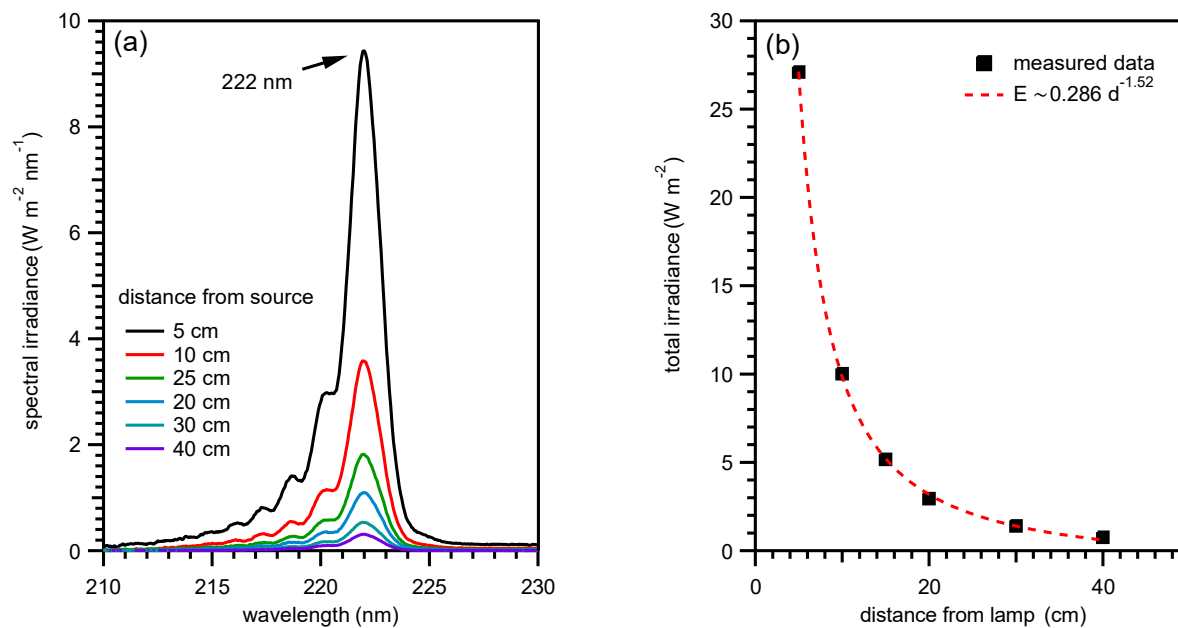 (a)
222 nm
distance from source
5 cm
10 cm
25 cm
20 cm
30 cm
40 cm
10
8
6
4
2
0
spectral irradiance (W m⁻² nm⁻¹)
210
215
220
225
230
wavelength (nm)
(b)
measured data
E ~0.286 d⁻¹·⁵²
30
25
20
15
10
5
0
total irradiance (W m⁻²)
0
20
40
distance from lamp (cm)